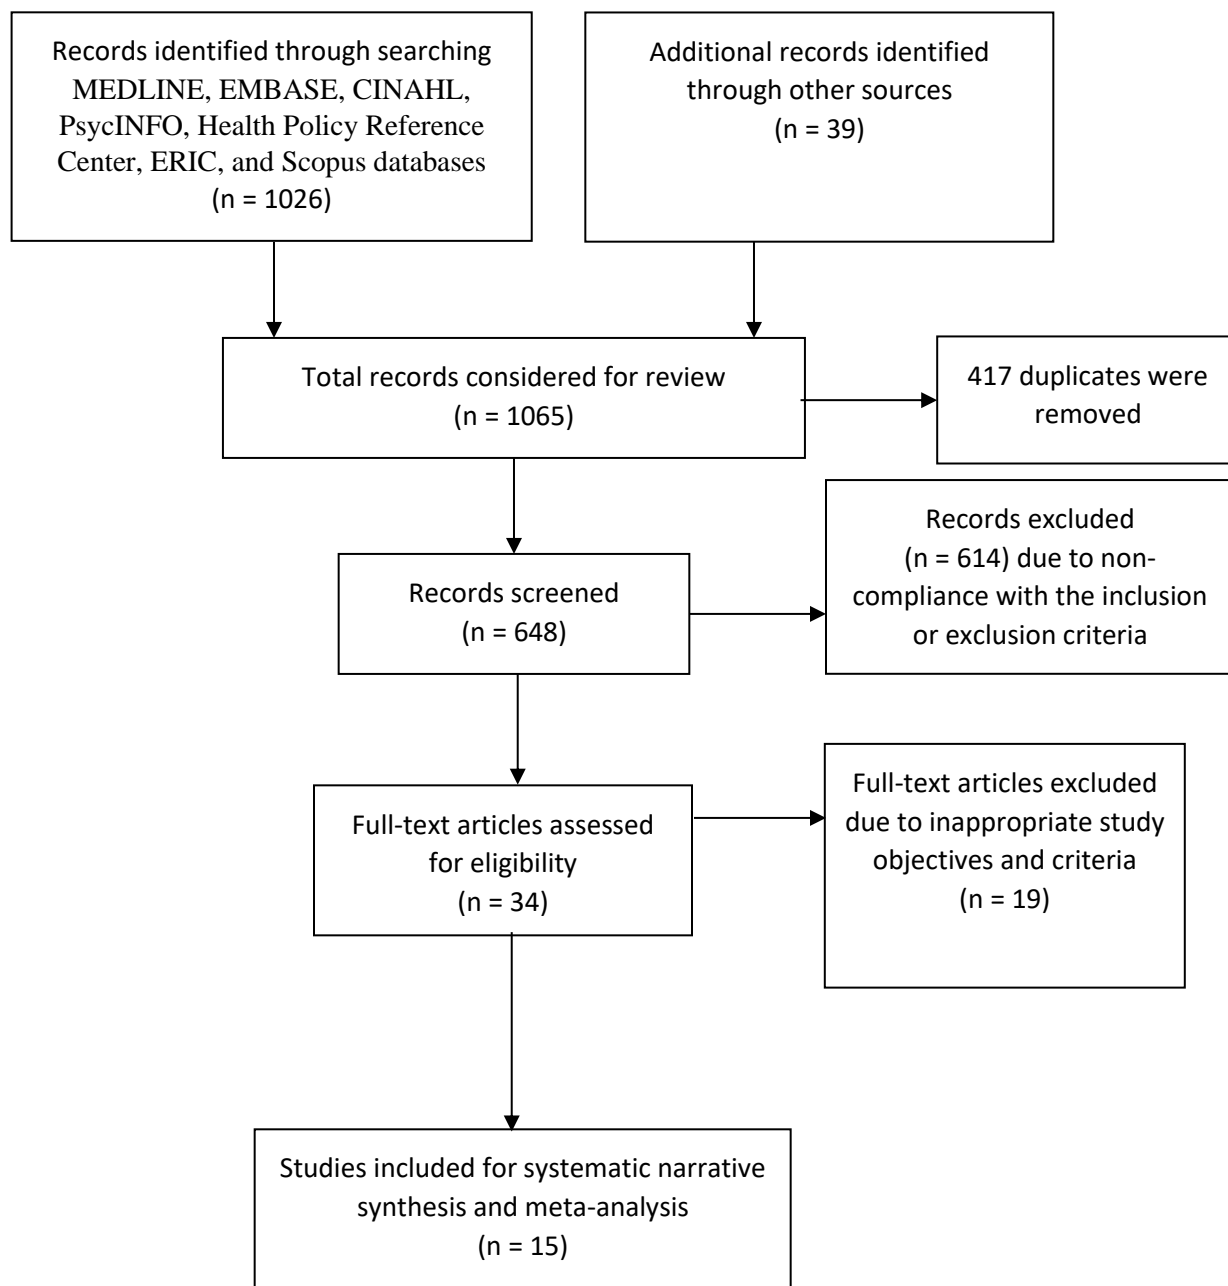 Records identified through searching
MEDLINE, EMBASE, CINAHL,
PsycINFO, Health Policy Reference
Center, ERIC, and Scopus databases
(n = 1026)
Additional records identified
through other sources
(n = 39)
Total records considered for review
(n = 1065)
417 duplicates were
removed
Records screened
(n = 648)
Records excluded
(n = 614) due to non-
compliance with the inclusion
or exclusion criteria
Full-text articles assessed
for eligibility
(n = 34)
Full-text articles excluded
due to inappropriate study
objectives and criteria
(n = 19)
Studies included for systematic narrative
synthesis and meta-analysis
(n = 15)